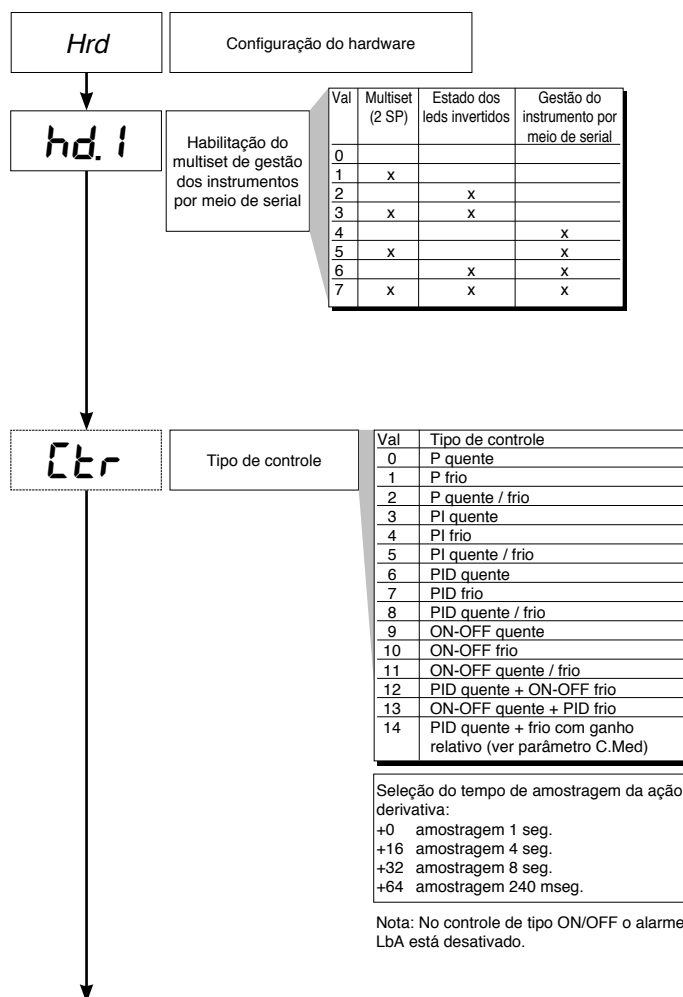 Hrd
Configuração do hardware
hd.1
Habilitação do
multiset de gestão
dos instrumentos
por meio de serial
Val Multiset (2 SP) Estado dos leds invertidos Gestão do instrumento por meio de serial
0
1 x
2 x
3 x x
4 x
5 x x
6 x x
7 x x x
Ctr
Tipo de controle
Val Tipo de controle
0 P quente
1 P frio
2 P quente / frio
3 PI quente
4 PI frio
5 PI quente / frio
6 PID quente
7 PID frio
8 PID quente / frio
9 ON-OFF quente
10 ON-OFF frio
11 ON-OFF quente / frio
12 PID quente + ON-OFF frio
13 ON-OFF quente + PID frio
14 PID quente + frio com ganho
relativo (ver parâmetro C.Med)
Seleção do tempo de amostragem da ação
derivativa:
+0 amostragem 1 seg.
+16 amostragem 4 seg.
+32 amostragem 8 seg.
+64 amostragem 240 mseg.
Nota: No controle de tipo ON/OFF o alarme
LbA está desativado.